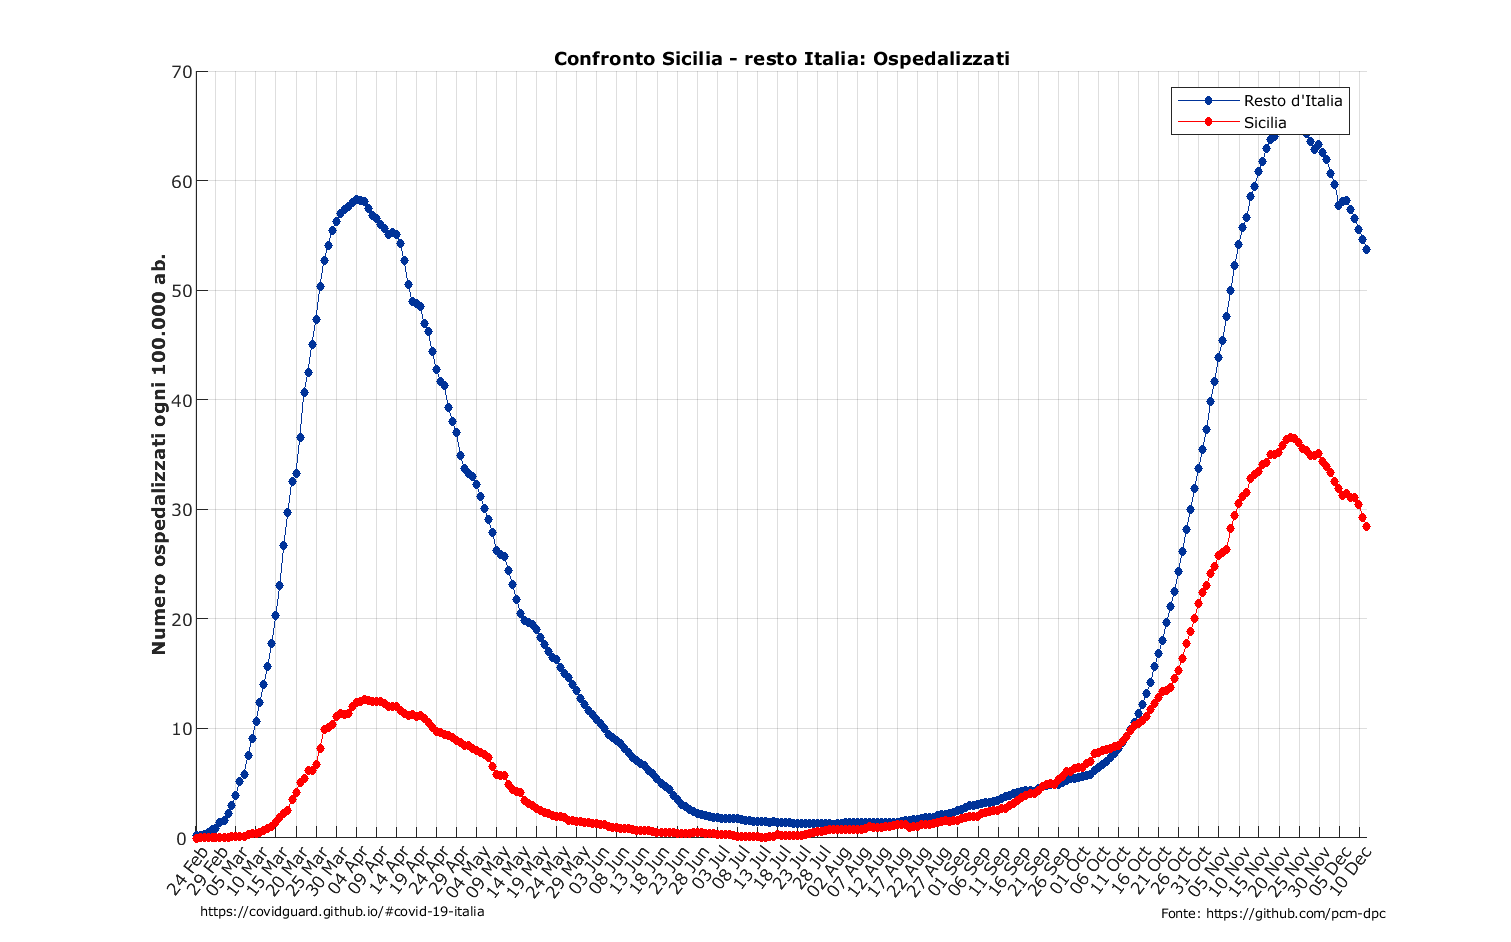 Confronto Sicilia - resto Italia: Ospedalizzati
Resto d'Italia
Sicilia
Numero ospedalizzati ogni 100.000 ab.
70
60
50
40
30
20
10
0
24 Feb
29 Feb
05 Mar
10 Mar
15 Mar
20 Mar
25 Mar
30 Mar
04 Apr
09 Apr
14 Apr
19 Apr
24 Apr
29 Apr
04 May
09 May
14 May
19 May
24 May
29 May
03 Jun
08 Jun
13 Jun
18 Jun
23 Jun
28 Jun
03 Jul
08 Jul
13 Jul
18 Jul
23 Jul
28 Jul
02 Aug
07 Aug
12 Aug
17 Aug
22 Aug
27 Aug
01 Sep
06 Sep
11 Sep
16 Sep
21 Sep
26 Sep
01 Oct
06 Oct
11 Oct
16 Oct
21 Oct
26 Oct
31 Oct
05 Nov
10 Nov
15 Nov
20 Nov
25 Nov
30 Nov
05 Dec
10 Dec
https://covidguard.github.io/#covid-19-italia
Fonte: https://github.com/pcm-dpc